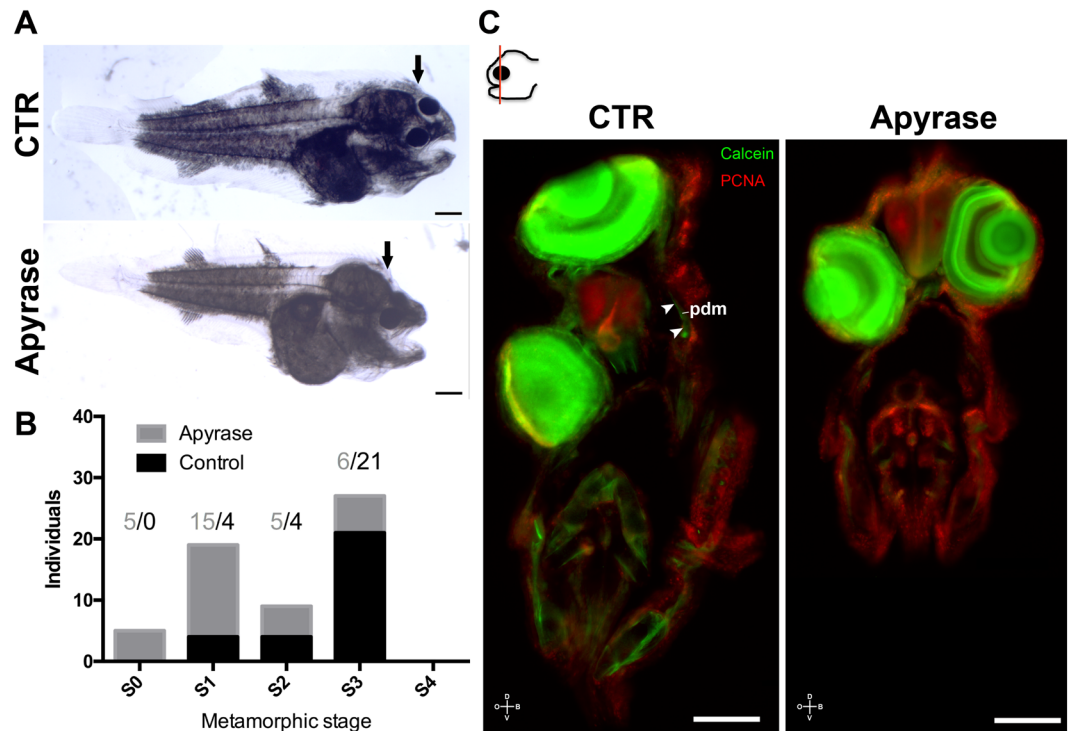 A
CTR
Apyrase
B
40
30
20
10
0
Individuals
Apyrase
Control
5/0
15/4
5/4
6/21
S0
S1
S2
S3
S4
Metamorphic stage
C
CTR
Apyrase
Calcein
PCNA
pdm
D
O B
V
D
O B
V